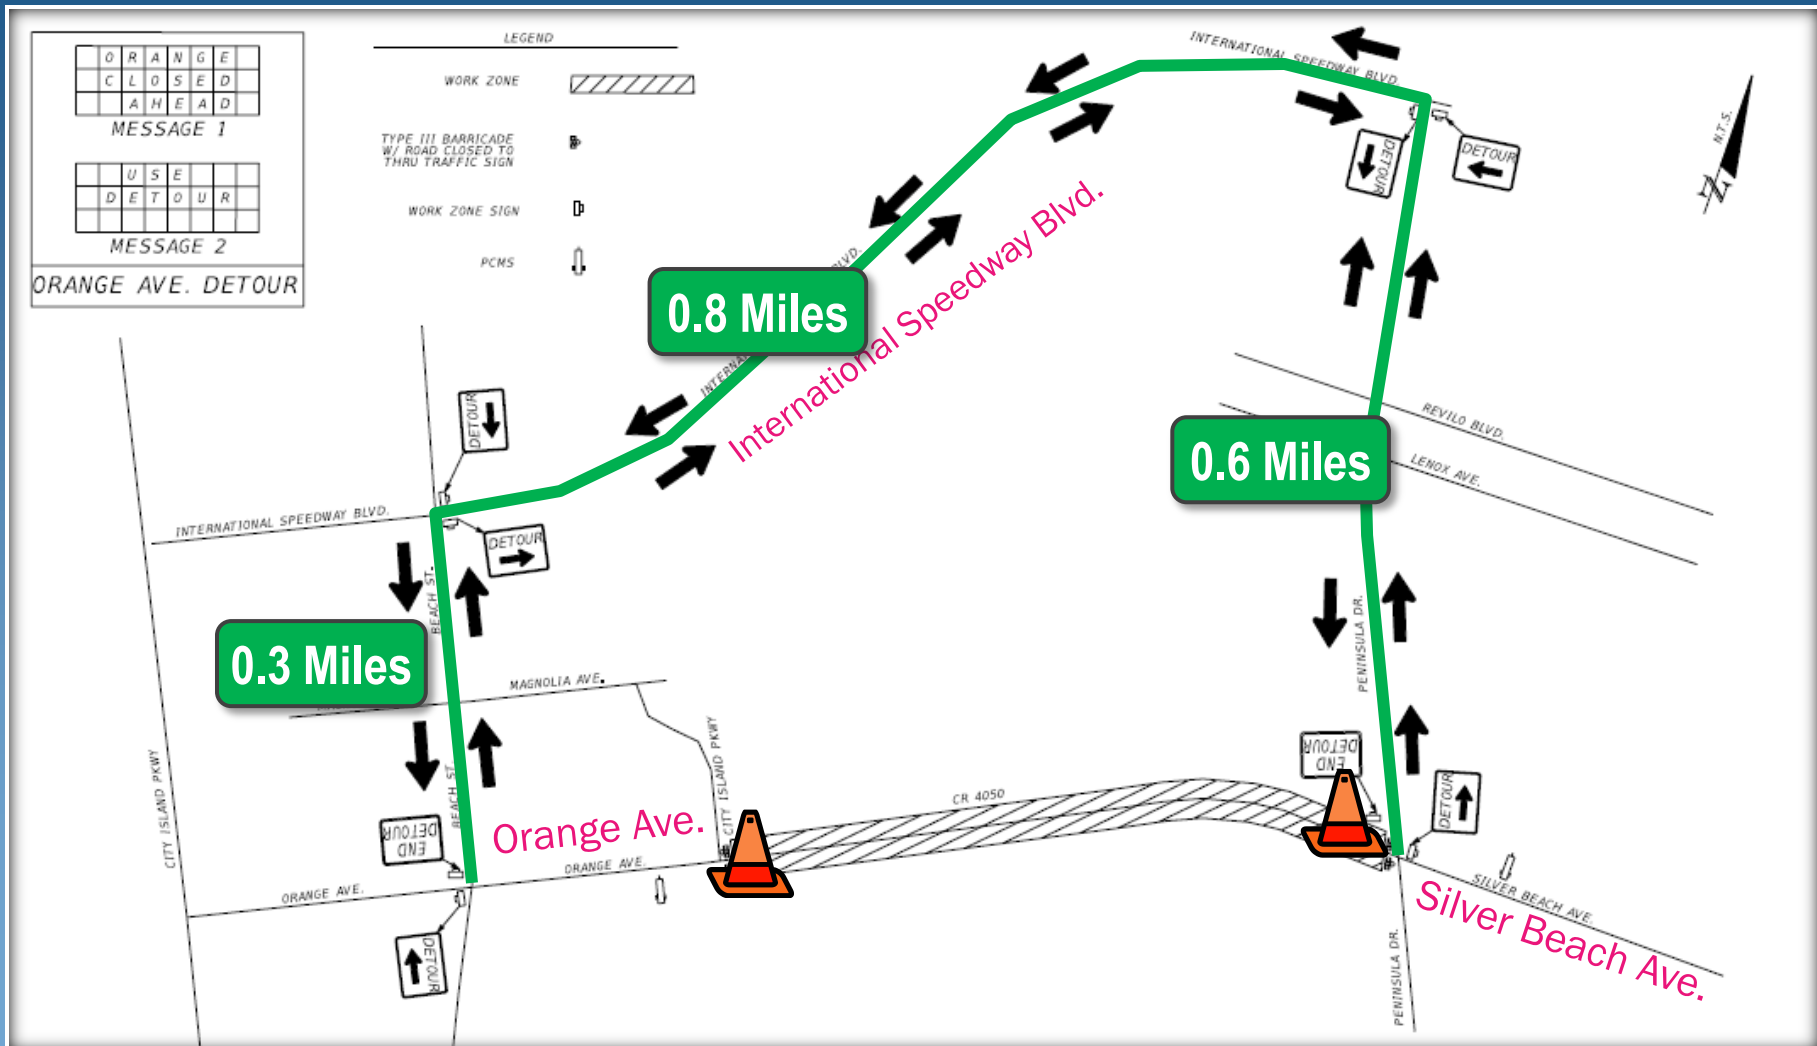 ORANGE
CLOSED
AHEAD
MESSAGE 1
USE
DETOUR
MESSAGE 2
ORANGE AVE. DETOUR
LEGEND
WORK ZONE
TYPE III BARRICADE
W/ ROAD CLOSED TO
THRU TRAFFIC SIGN
WORK ZONE SIGN
PCMS
INTERNATIONAL SPEEDWAY BLVD.
N.T.S.
N
DETOUR
DETOUR
BLVD.
0.8 Miles
International Speedway Blvd.
DETOUR
REVILO BLVD.
0.6 Miles
LENOX AVE.
INTERNATIONAL SPEEDWAY BLVD.
DETOUR
BEACH ST.
0.3 Miles
PENINSULA DR.
MAGNOLIA AVE.
CITY ISLAND PKWY
CITY ISLAND PKWY
BEACH ST.
END
DETOUR
CR 4050
END
DETOUR
DETOUR
Orange Ave.
ORANGE AVE.
ORANGE AVE.
SILVER BEACH AVE.
Silver Beach Ave.
DETOUR
PENINSULA DR.